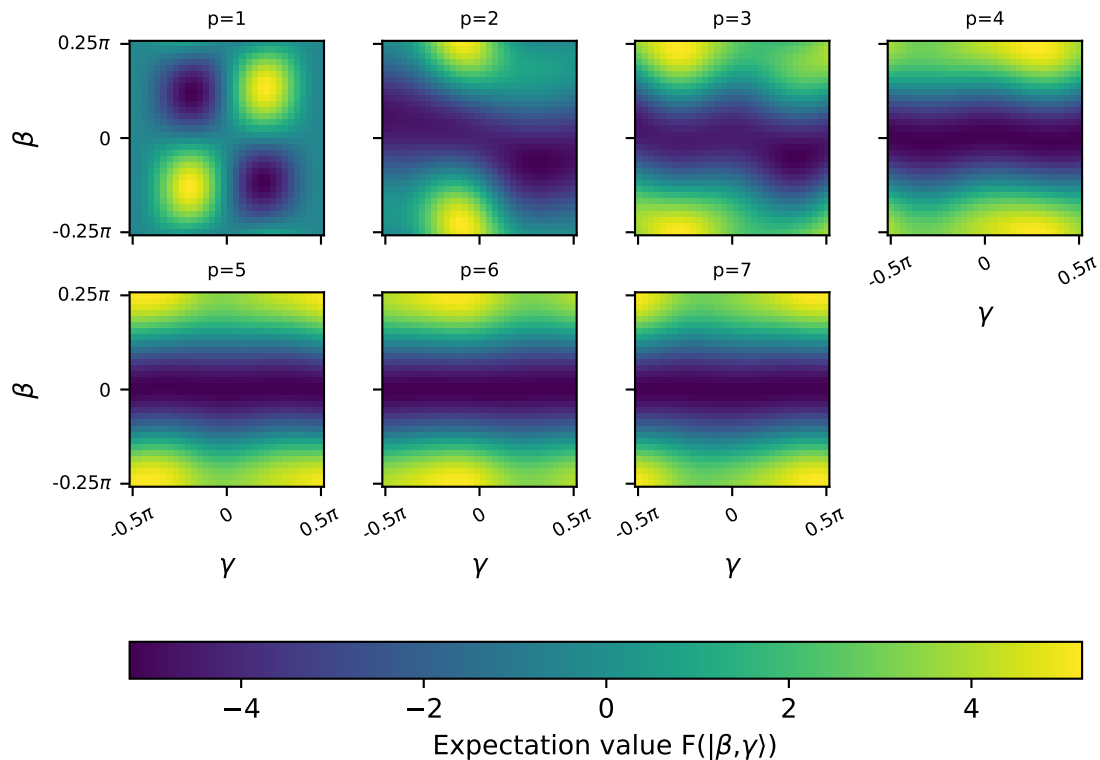 p=1 p=2 p=3 p=4
0.25π
β
0
-0.25π
-0.5π 0 0.5π
γ
p=5 p=6 p=7
0.25π
β
0
-0.25π
-0.5π 0 0.5π -0.5π 0 0.5π -0.5π 0 0.5π
γ γ γ
−4 −2 0 2 4
Expectation value F(|β,γ⟩)